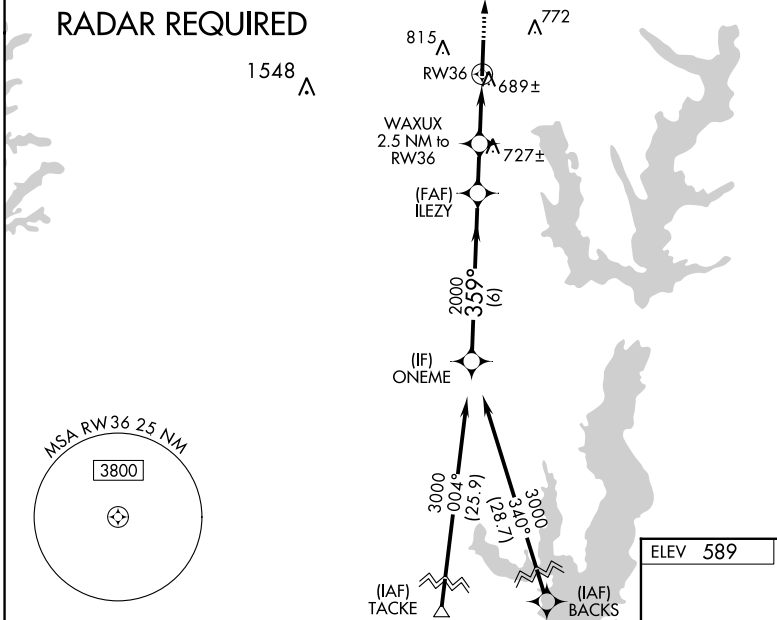 RADAR REQUIRED
772
815
1548
RW36
689±
WAXUX
2.5 NM to
RW36
727±
(FAF)
ILEZY
2000
359°
(6)
(IF)
ONEME
MSA RW36 25 NM
3800
3000
004°
(25.9)
3000
340°
(28.7)
ELEV 589
(IAF)
TACKE
(IAF)
BACKS